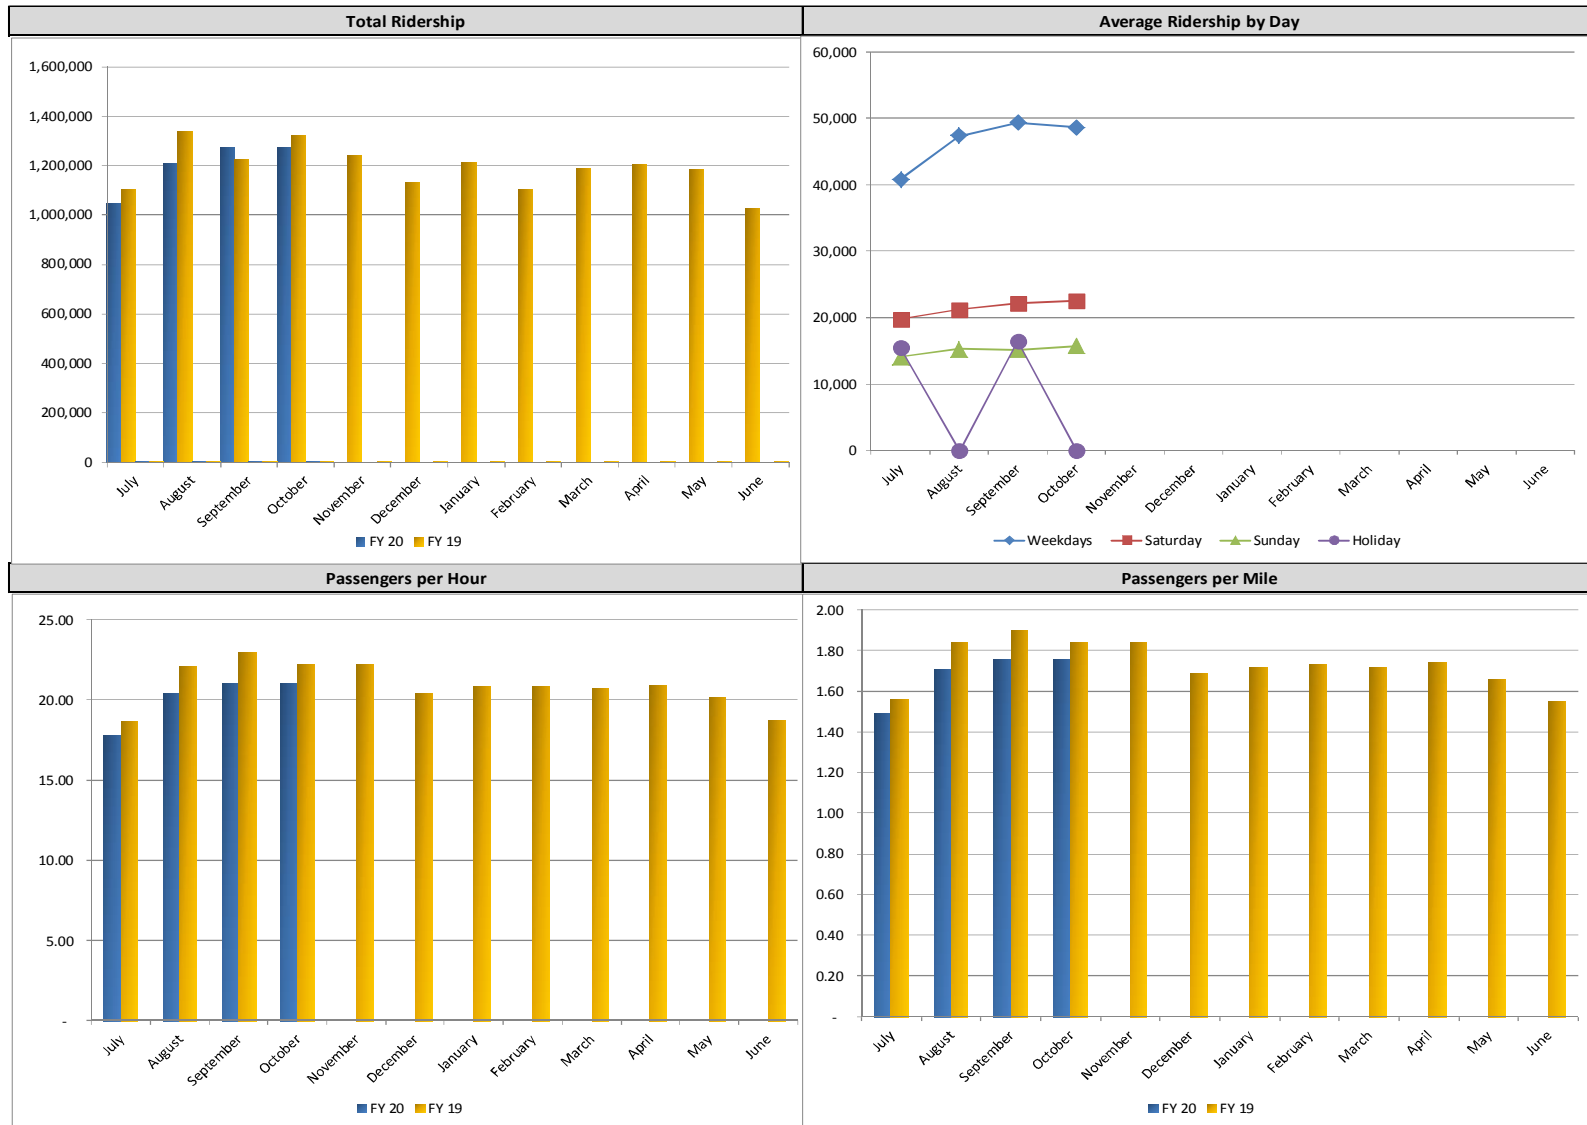 Total Ridership
1,600,000
1,400,000
1,200,000
1,000,000
800,000
600,000
400,000
200,000
0
July
August
September
October
November
December
January
February
March
April
May
June
FY 20 FY 19
Average Ridership by Day
60,000
50,000
40,000
30,000
20,000
10,000
0
July
August
September
October
November
December
January
February
March
April
May
June
Weekdays Saturday Sunday Holiday
Passengers per Hour
25.00
20.00
15.00
10.00
5.00
-
July
August
September
October
November
December
January
February
March
April
May
June
FY 20 FY 19
Passengers per Mile
2.00
1.80
1.60
1.40
1.20
1.00
0.80
0.60
0.40
0.20
-
July
August
September
October
November
December
January
February
March
April
May
June
FY 20 FY 19